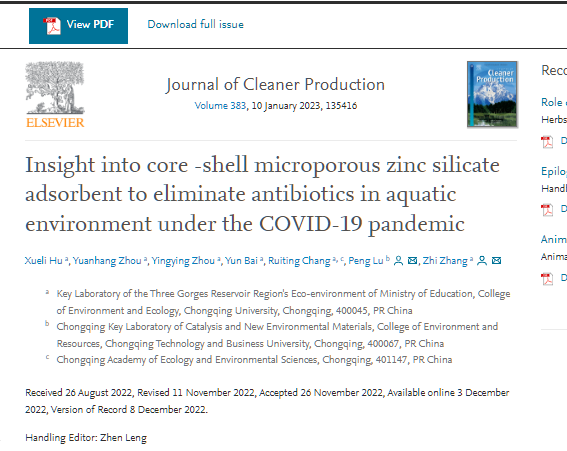 View PDF
Download full issue
ELSEVIER
Journal of Cleaner Production
Volume 383, 10 January 2023, 135416
Cleaner
Production
Insight into core -shell microporous zinc silicate
adsorbent to eliminate antibiotics in aquatic
environment under the COVID-19 pandemic
Xueli Hu a, Yuanhang Zhou a, Yingying Zhou a, Yun Bai a, Ruiting Chang a, c, Peng Lu b, Zhi Zhang a
a Key Laboratory of the Three Gorges Reservoir Region's Eco-environment of Ministry of Education, College
of Environment and Ecology, Chongqing University, Chongqing, 400045, PR China
b Chongqing Key Laboratory of Catalysis and New Environmental Materials, College of Environment and
Resources, Chongqing Technology and Business University, Chongqing, 400067, PR China
c Chongqing Academy of Ecology and Environmental Sciences, Chongqing, 401147, PR China
Received 26 August 2022, Revised 11 November 2022, Accepted 26 November 2022, Available online 3 December
2022, Version of Record 8 December 2022.
Handling Editor: Zhen Leng
Reco
Role
Herbs
D
Epilo
Handl
D
Anim
Anima
D